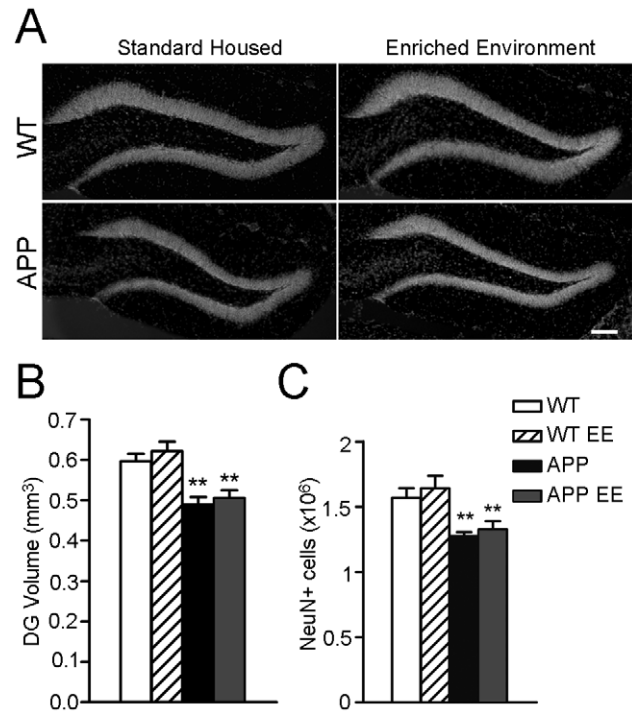 A
Standard Housed
Enriched Environment
WT
APP
B
DG Volume (mm³)
0.7
0.6
0.5
0.4
0.3
0.2
0.1
0.0
** **
C
NeuN+ cells (x10⁶)
2
1.5
1
0.5
0
** **
WT
WT EE
APP
APP EE